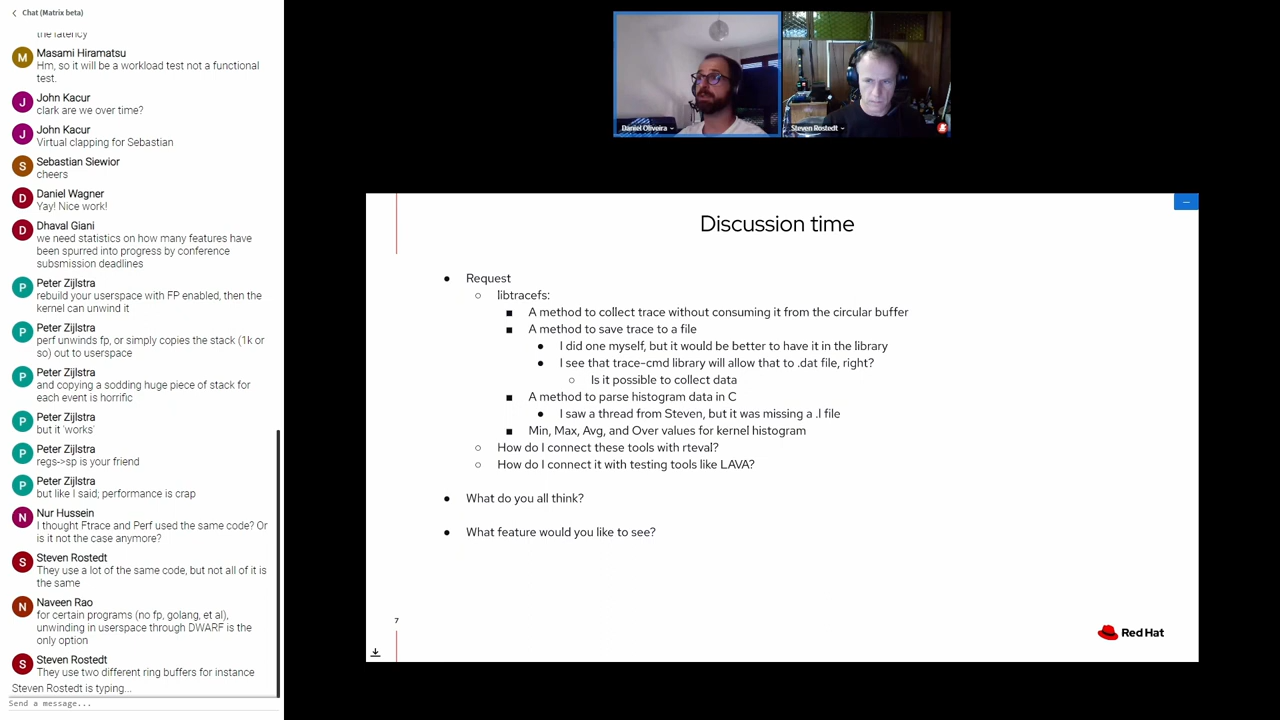 Chat (Matrix beta)
the latency
M
Masami Hiramatsu
Hm, so it will be a workload test not a functional
test.
J
John Kacur
clark are we over time?
J
John Kacur
Virtual clapping for Sebastian
S
Sebastian Siewior
cheers
D
Daniel Wagner
Yay! Nice work!
D
Dhaval Giani
we need statistics on how many features have
been spurred into progress by conference
subsmission deadlines
P
Peter Zijlstra
rebuild your userspace with FP enabled, then the
kernel can unwind it
P
Peter Zijlstra
perf unwinds fp, or simply copies the stack (1k or
so) out to userspace
P
Peter Zijlstra
and copying a sodding huge piece of stack for
each event is horrific
P
Peter Zijlstra
but it 'works'
P
Peter Zijlstra
regs->sp is your friend
P
Peter Zijlstra
but like I said; performance is crap
N
Nur Hussein
I thought Ftrace and Perf used the same code? Or
is it not the case anymore?
S
Steven Rostedt
They use a lot of the same code, but not all of it is
the same
N
Naveen Rao
for certain programs (no fp, golang, et al),
unwinding in userspace through DWARF is the
only option
S
Steven Rostedt
They use two different ring buffers for instance
Steven Rostedt is typing...
Send a message...
Daniel Oliveira
Steven Rostedt
Discussion time
● Request
○ libtracefs:
■ A method to collect trace without consuming it from the circular buffer
■ A method to save trace to a file
● I did one myself, but it would be better to have it in the library
● I see that trace-cmd library will allow that to .dat file, right?
○ Is it possible to collect data
■ A method to parse histogram data in C
● I saw a thread from Steven, but it was missing a .l file
■ Min, Max, Avg, and Over values for kernel histogram
○ How do I connect these tools with rteval?
○ How do I connect it with testing tools like LAVA?
● What do you all think?
● What feature would you like to see?
7
Red Hat